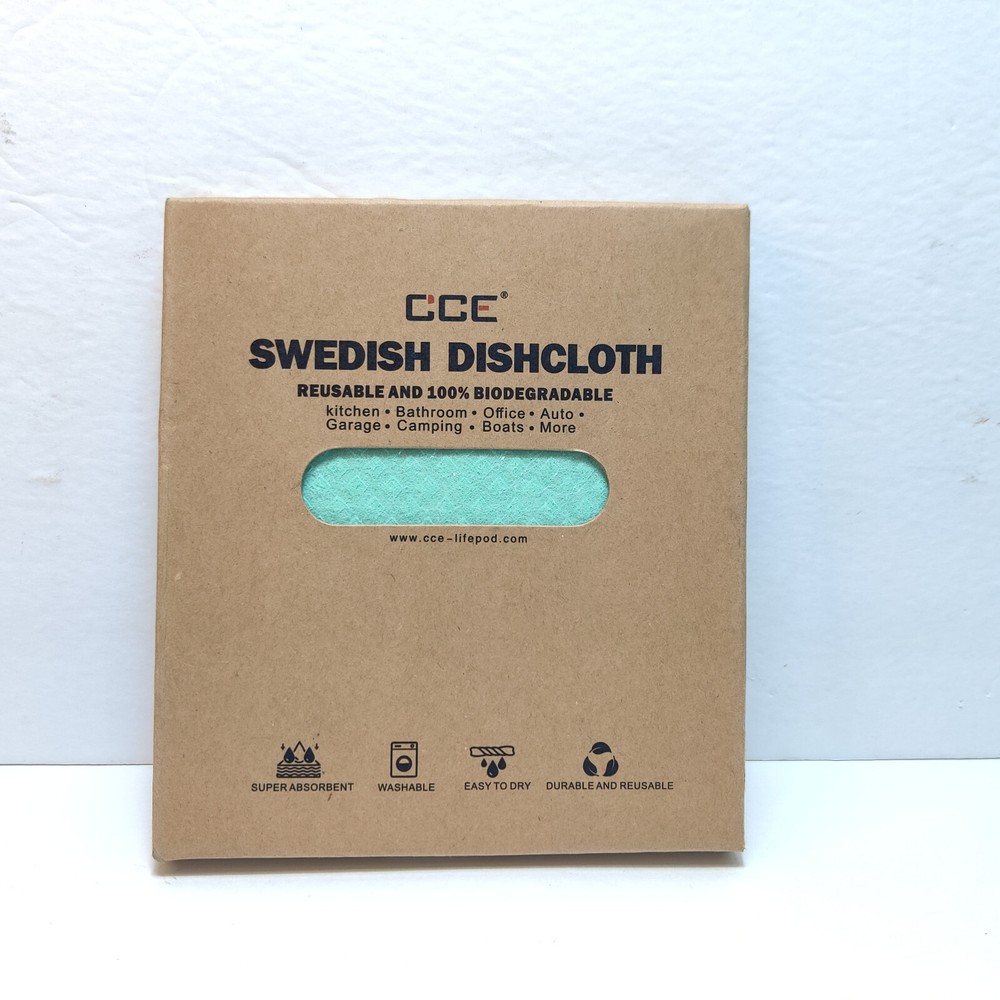 CCE®
SWEDISH DISHCLOTH
REUSABLE AND 100% BIODEGRADABLE
kitchen • Bathroom • Office • Auto •
Garage • Camping • Boats • More
www.cce-lifepod.com
SUPER ABSORBENT WASHABLE EASY TO DRY DURABLE AND REUSABLE